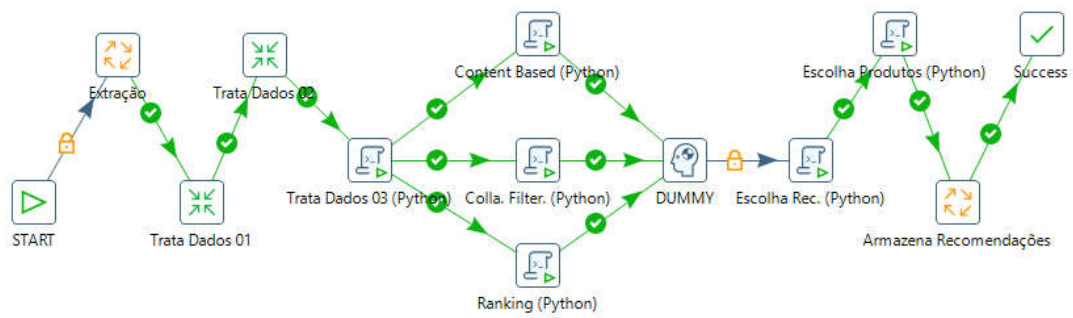 START
Extração
Trata Dados 01
Trata Dados 02
Trata Dados 03 (Python)
Content Based (Python)
Colla. Filter. (Python)
Ranking (Python)
DUMMY
Escolha Rec. (Python)
Escolha Produtos (Python)
Armazena Recomendações
Success